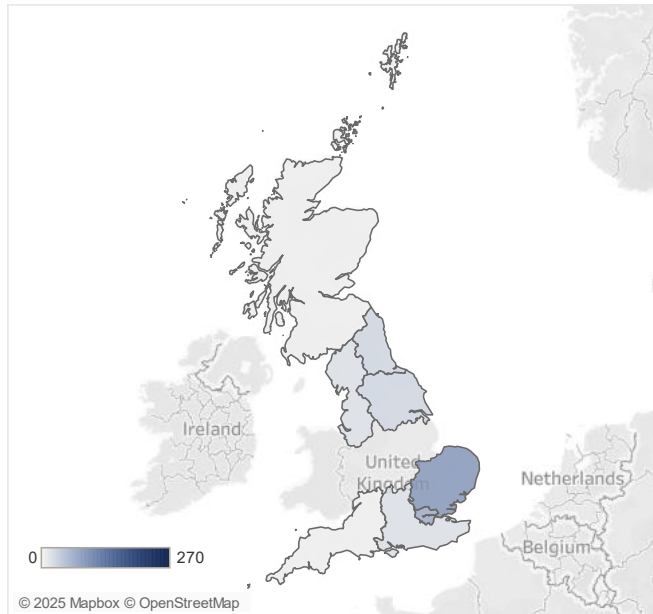 Ireland
United
Kingdom
Netherlands
Belgium
0 270
© 2025 Mapbox © OpenStreetMap